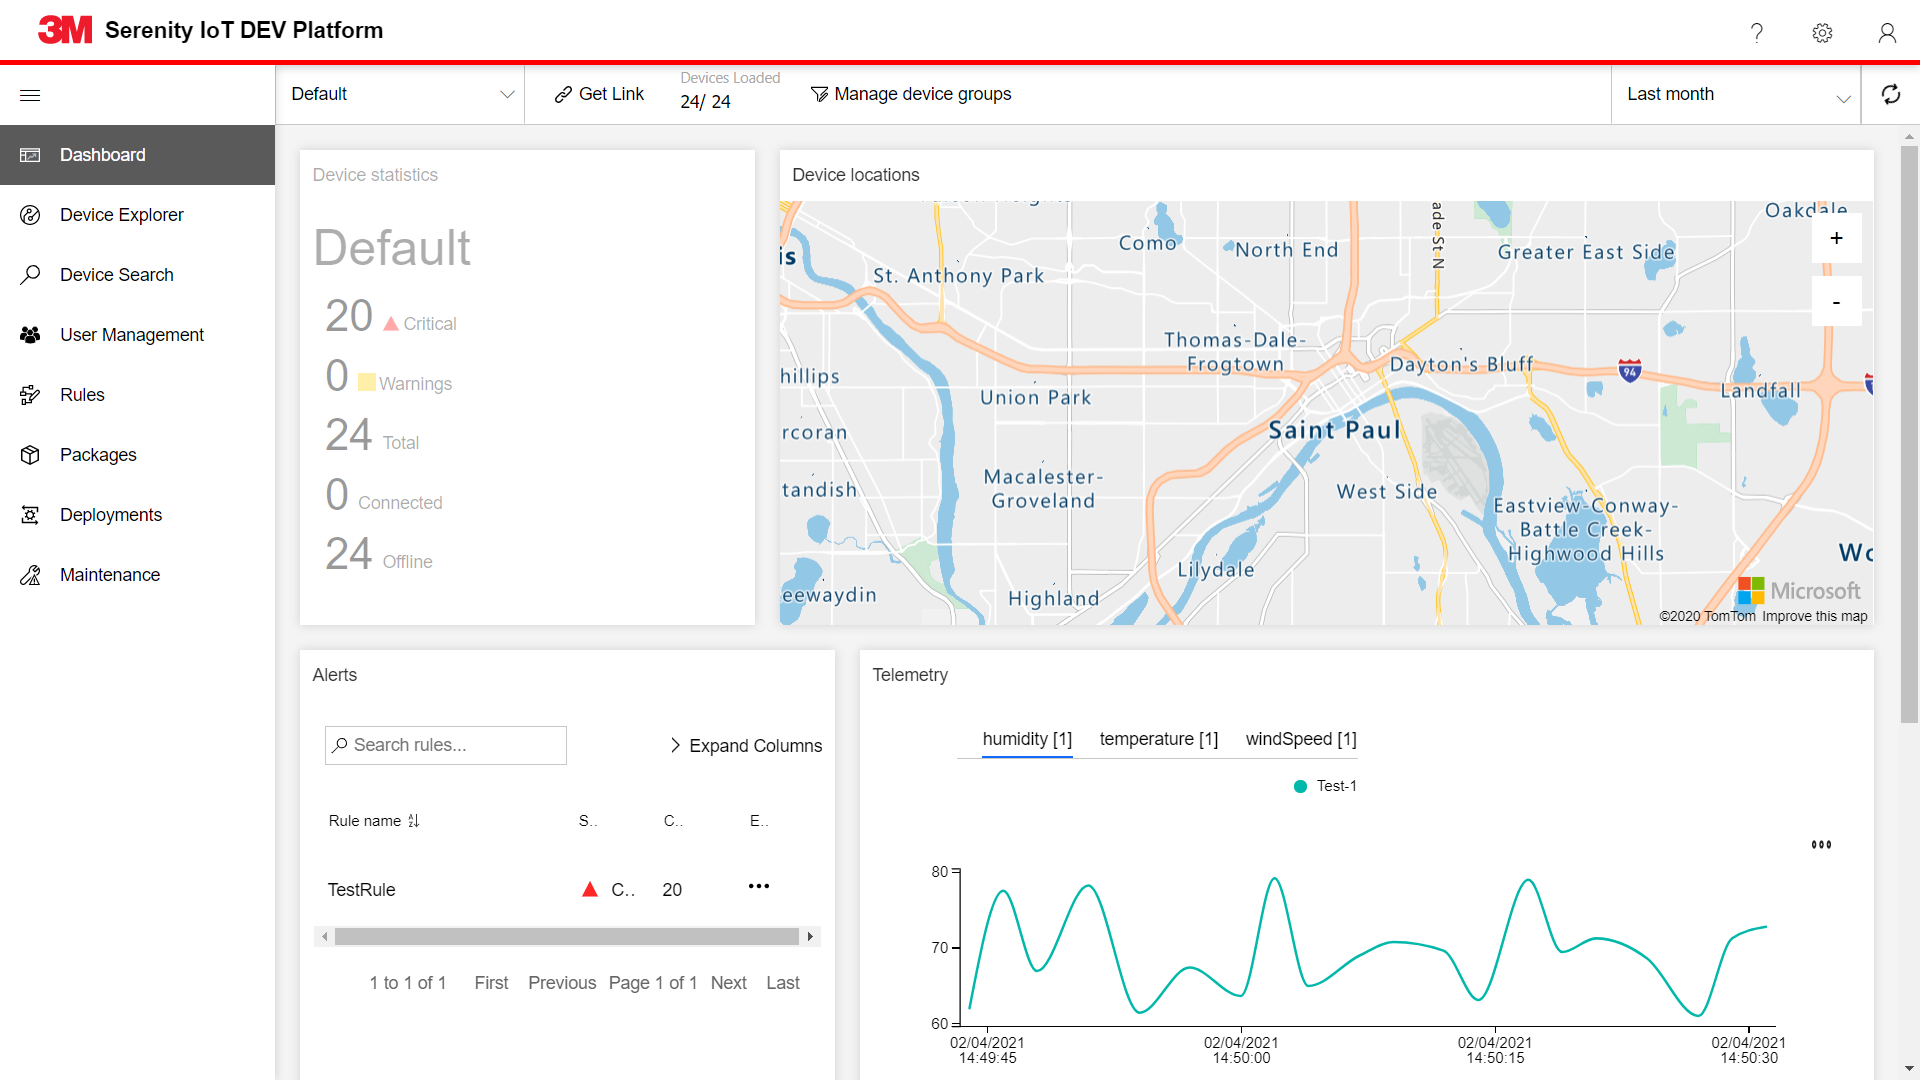 3M Serenity IoT DEV Platform
?
Default
Get Link
Devices Loaded
24/ 24
Manage device groups
Last month
Dashboard
Device Explorer
Device Search
User Management
Rules
Packages
Deployments
Maintenance
Device statistics
Default
20 Critical
0 Warnings
24 Total
0 Connected
24 Offline
Device locations
Oakdale
ade St N
Como
North End
Greater East Side
is
St. Anthony Park
+
-
Thomas-Dale-
Frogtown
Dayton's Bluff
94
hillips
Union Park
Landfall
rcoran
Saint Paul
Macalester-
Groveland
tandish
West Side
Eastview-Conway-
Battle Creek-
Highwood Hills
Wo
Lilydale
eewaydin
Highland
Microsoft
©2020 TomTom Improve this map
Alerts
Search rules...
Expand Columns
Rule name
S..
C..
E..
TestRule
C..
20
•••
1 to 1 of 1
First
Previous
Page 1 of 1
Next
Last
Telemetry
humidity [1]
temperature [1]
windSpeed [1]
Test-1
80
70
60
02/04/2021
14:49:45
02/04/2021
14:50:00
02/04/2021
14:50:15
02/04/2021
14:50:30